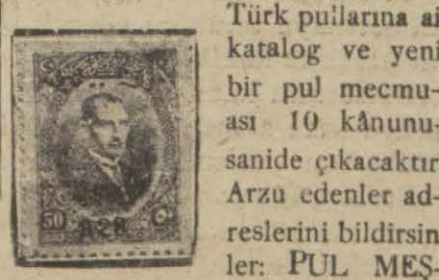 Türk pullarına ai
katalog ve yeni
bir pul mecmu-
ası 10 kânunu-
sanide çıkacaktır
Arzu edenler ad-
reslerini bildirsin
ler: PUL MES-
50